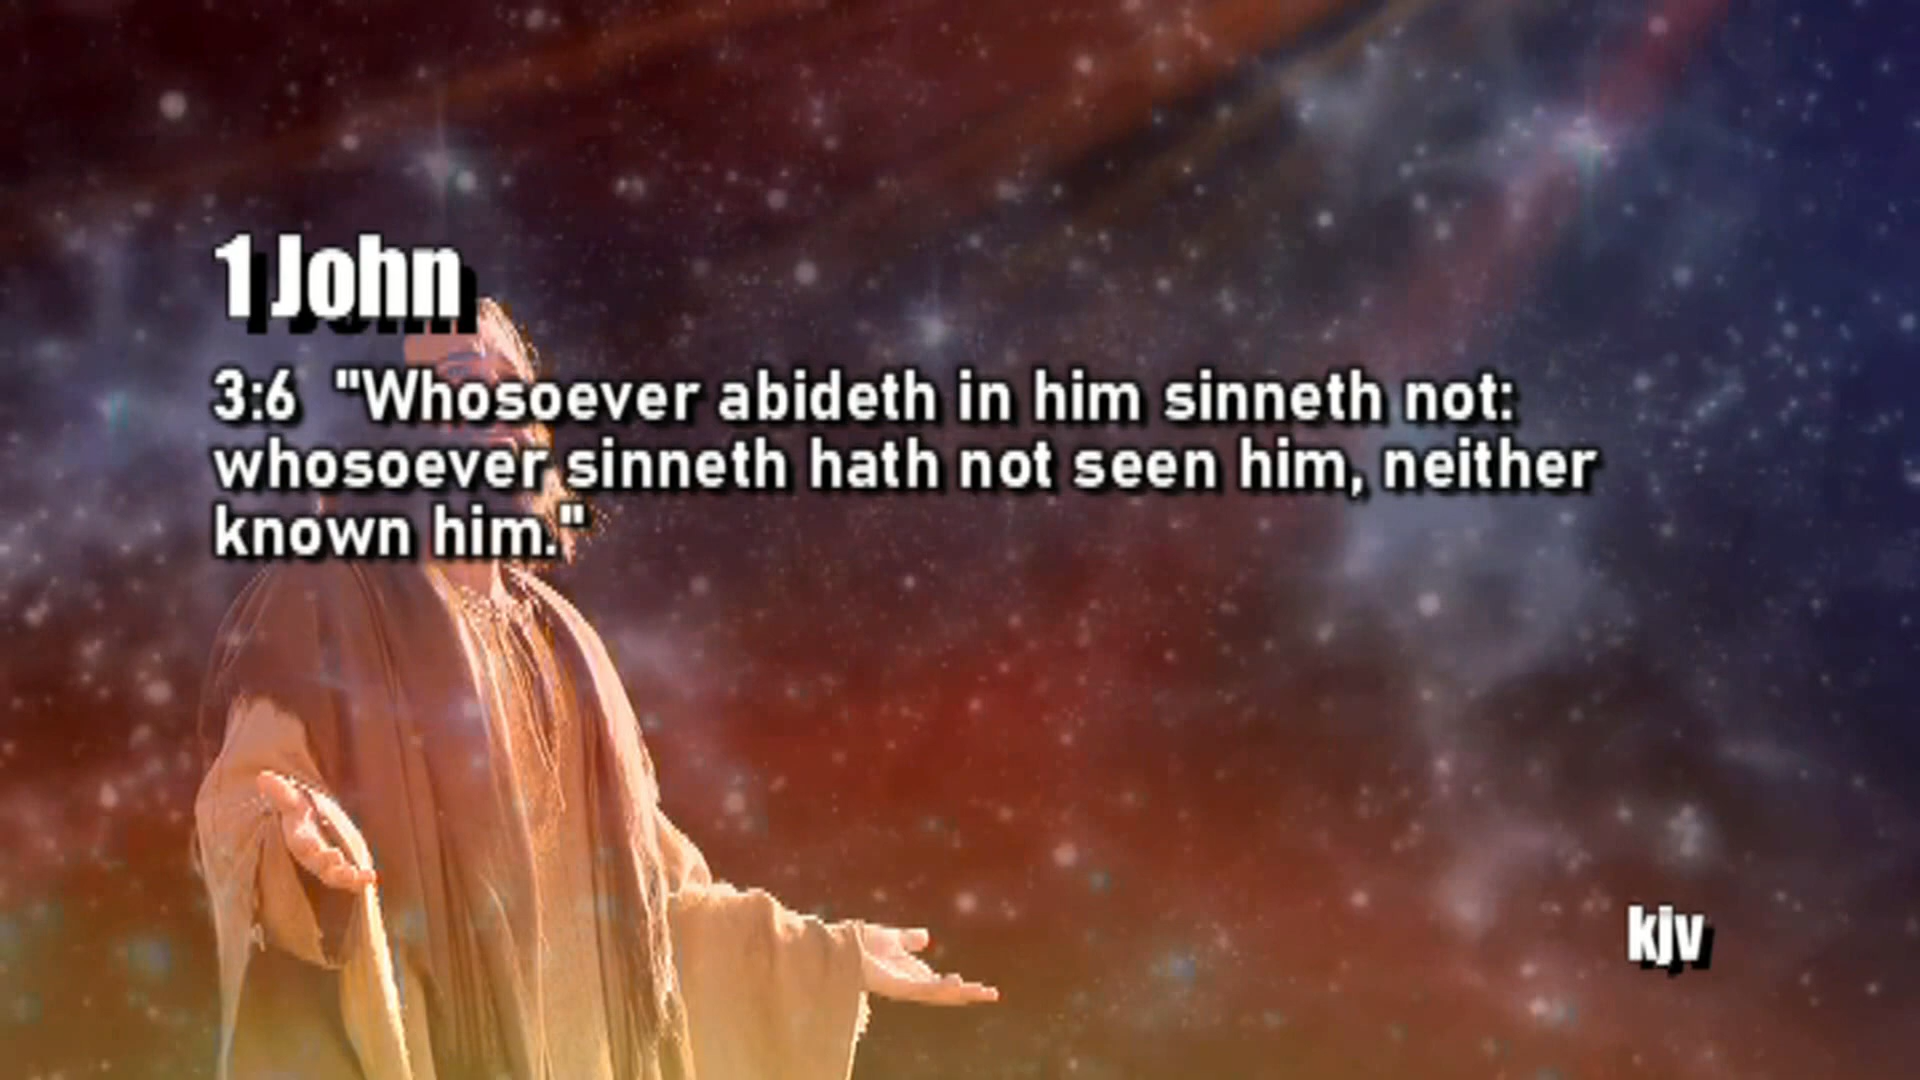 1 John
3:6 "Whosoever abideth in him sinneth not:
whosoever sinneth hath not seen him, neither
known him."
kjv